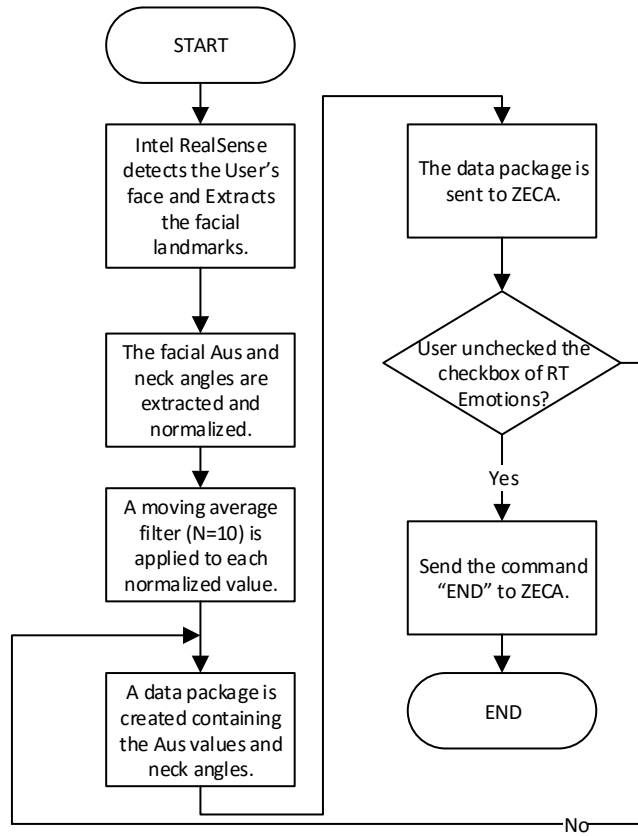 START
Intel RealSense
detects the User's
face and Extracts
the facial
landmarks.
The facial Aus and
neck angles are
extracted and
normalized.
A moving average
filter (N=10) is
applied to each
normalized value.
A data package is
created containing
the Aus values and
neck angles.
The data package is
sent to ZECA.
User unchecked the
checkbox of RT
Emotions?
Yes
Send the command
“END” to ZECA.
END
No